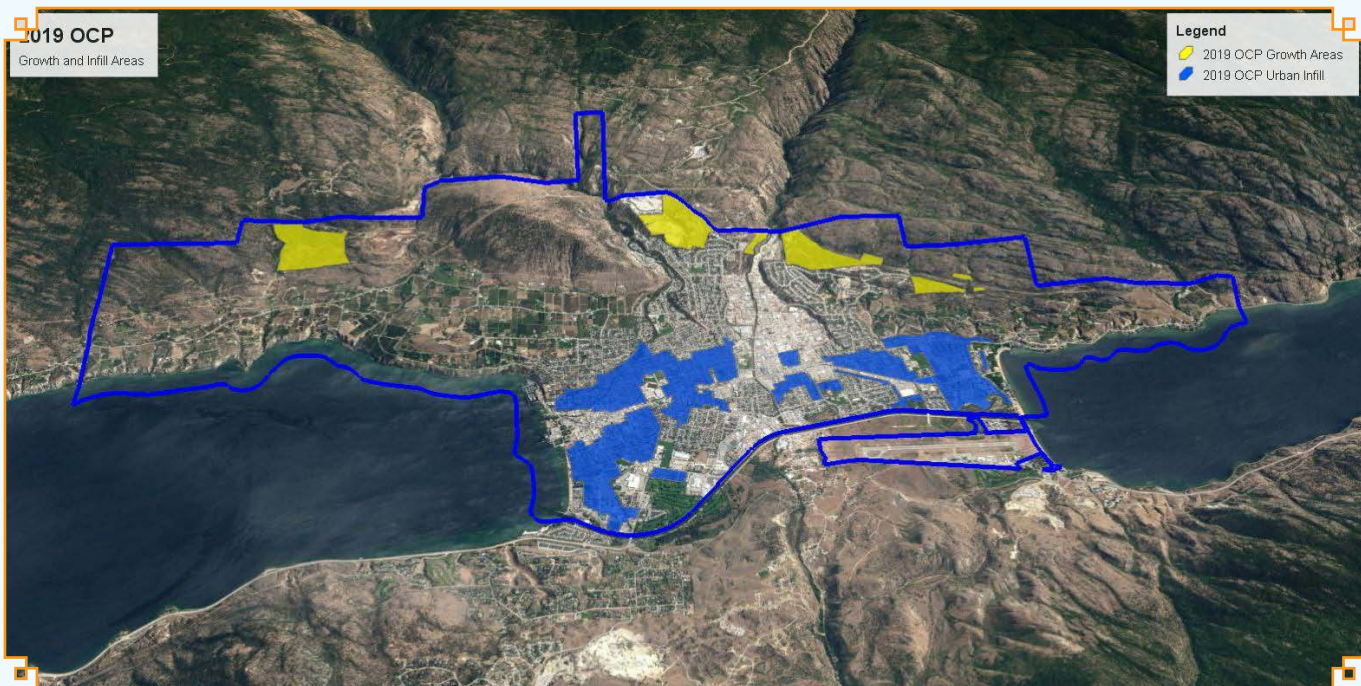 2019 OCP
Growth and Infill Areas
Legend
2019 OCP Growth Areas
2019 OCP Urban Infill